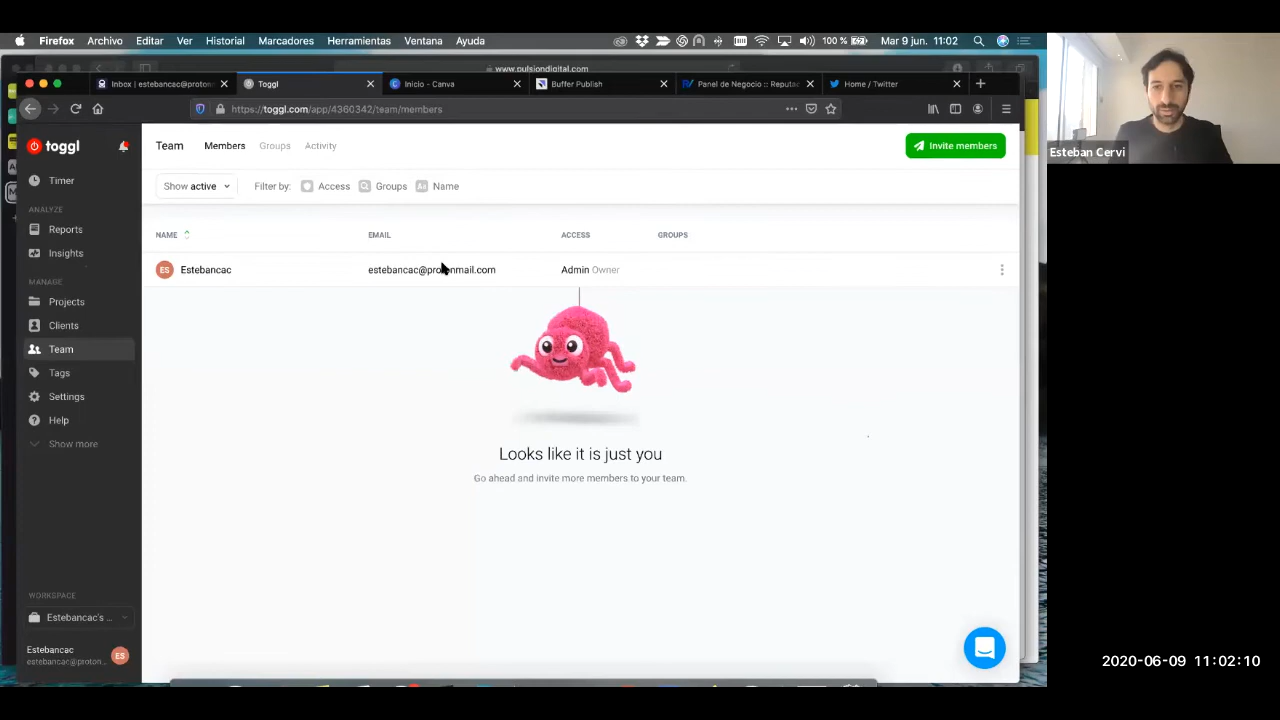 Firefox Archivo Editar Ver Historial Marcadores Herramientas Ventana Ayuda 100 % Mar 9 jun. 11:02
www.pulsiondigital.com
Inbox | estebancac@proton Toggl Inicio - Canva Buffer Publish Panel de Negocio :: Reputac Home / Twitter
https://toggl.com/app/4360342/team/members
toggl
Timer
ANALYZE
Reports
Insights
MANAGE
Projects
Clients
Team
Tags
Settings
Help
Show more
WORKSPACE
Estebancac's ...
Estebancac
estebancac@proton...
ES
Team Members Groups Activity Invite members
Show active Filter by: Access Groups Aa Name
NAME EMAIL ACCESS GROUPS
ES Estebancac estebancac@protonmail.com Admin Owner
Looks like it is just you
Go ahead and invite more members to your team.
Esteban Cervi
2020-06-09 11:02:10